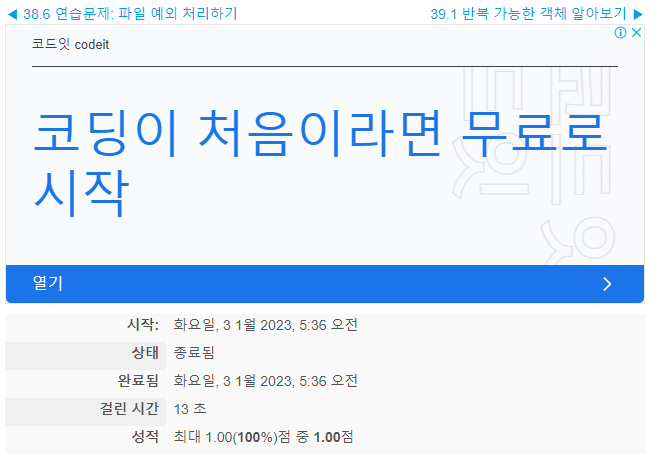 ◀ 38.6 연습문제: 파일 예외 처리하기
39.1 반복 가능한 객체 알아보기 ▶
코드잇 codeit
코딩이 처음이라면 무료로
시작
열기
시작: 화요일, 3 1월 2023, 5:36 오전
상태 종료됨
완료됨 화요일, 3 1월 2023, 5:36 오전
걸린 시간 13 초
성적 최대 1.00(100%)점 중 1.00점